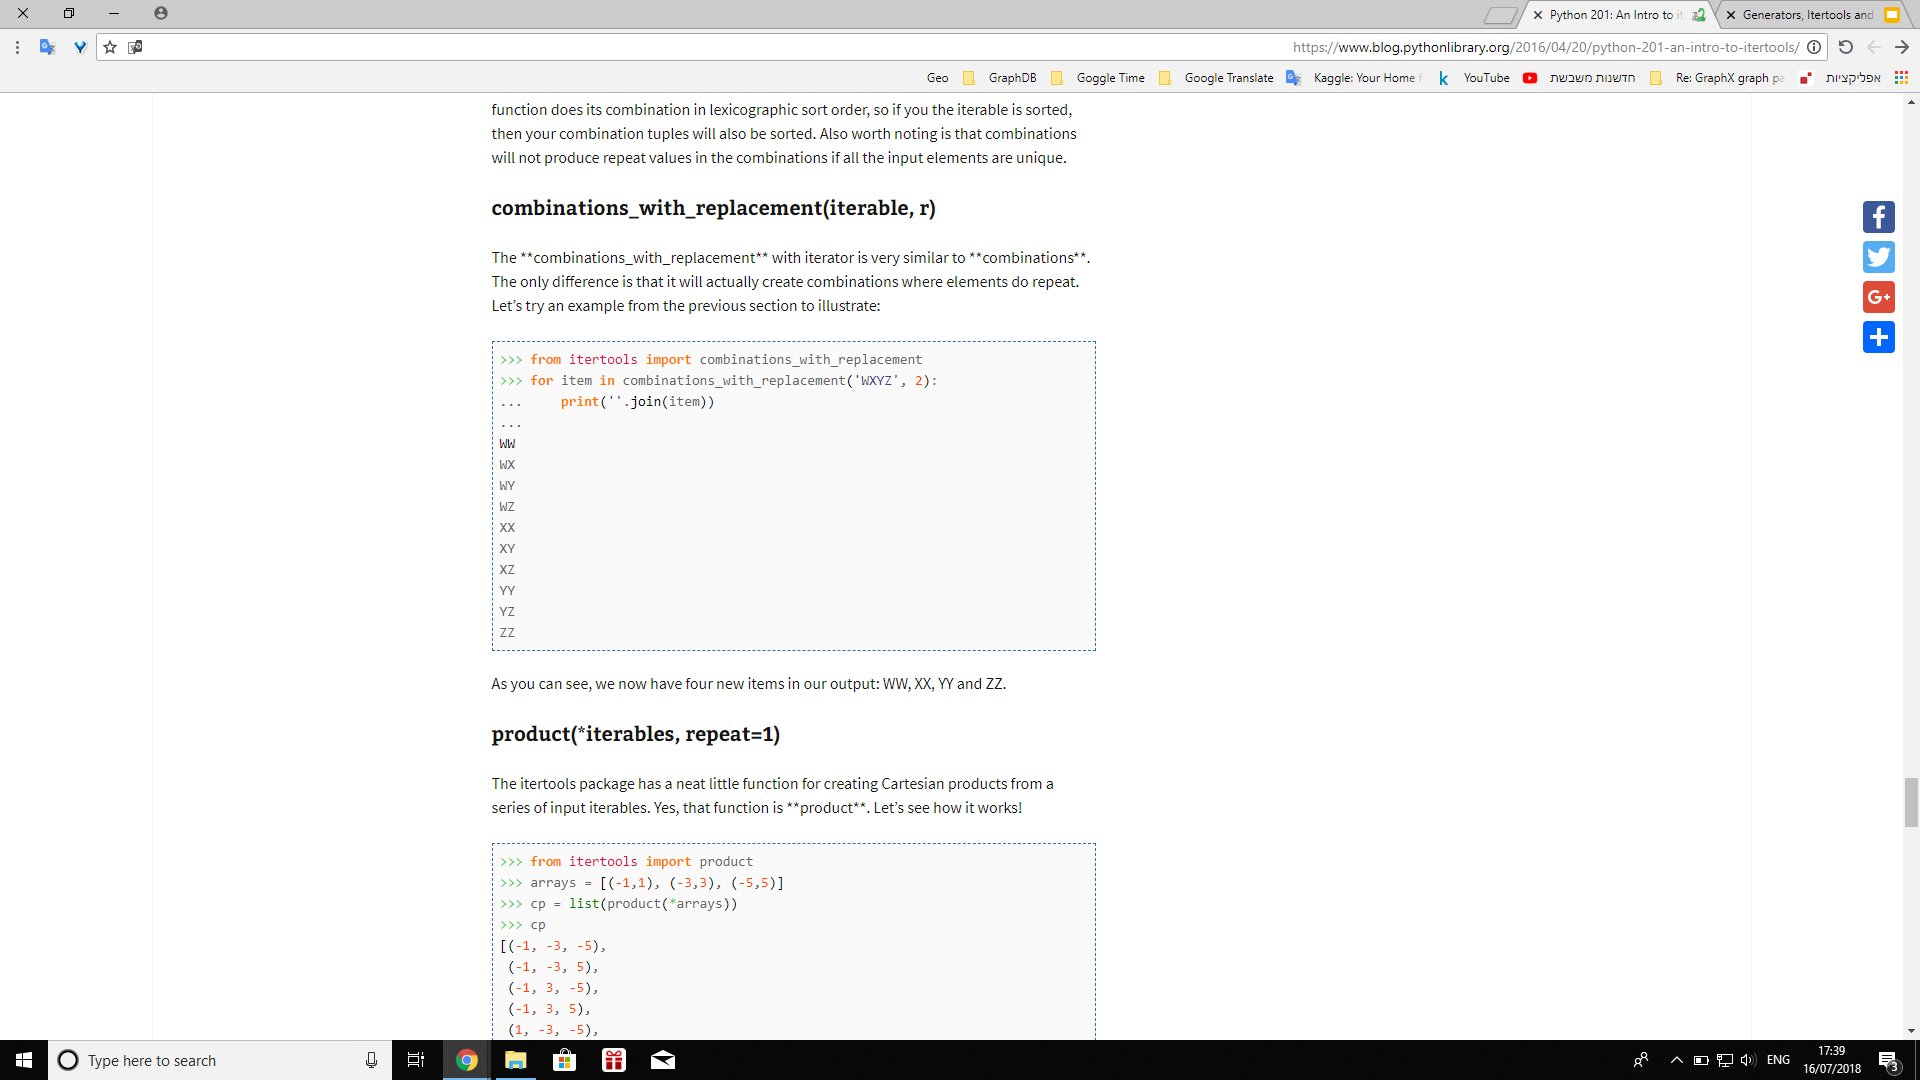 Python 201: An Intro to it
Generators, Itertools and
https://www.blog.pythonlibrary.org/2016/04/20/python-201-an-intro-to-itertools/
Geo
GraphDB
Goggle Time
Google Translate
Kaggle: Your Home f
YouTube
חדשנות משבשת
Re: GraphX graph pa
אפליקציות
function does its combination in lexicographic sort order, so if you the iterable is sorted,
then your combination tuples will also be sorted. Also worth noting is that combinations
will not produce repeat values in the combinations if all the input elements are unique.
combinations_with_replacement(iterable, r)
The **combinations_with_replacement** with iterator is very similar to **combinations**.
The only difference is that it will actually create combinations where elements do repeat.
Let’s try an example from the previous section to illustrate:
>>> from itertools import combinations_with_replacement
>>> for item in combinations_with_replacement('WXYZ', 2):
...     print(''.join(item))
...
WW
WX
WY
WZ
XX
XY
XZ
YY
YZ
ZZ
As you can see, we now have four new items in our output: WW, XX, YY and ZZ.
product(*iterables, repeat=1)
The itertools package has a neat little function for creating Cartesian products from a
series of input iterables. Yes, that function is **product**. Let’s see how it works!
>>> from itertools import product
>>> arrays = [(-1,1), (-3,3), (-5,5)]
>>> cp = list(product(*arrays))
>>> cp
[(-1, -3, -5),
(-1, -3, 5),
(-1, 3, -5),
(-1, 3, 5),
(1, -3, -5),
Type here to search
ENG
17:39
16/07/2018
3